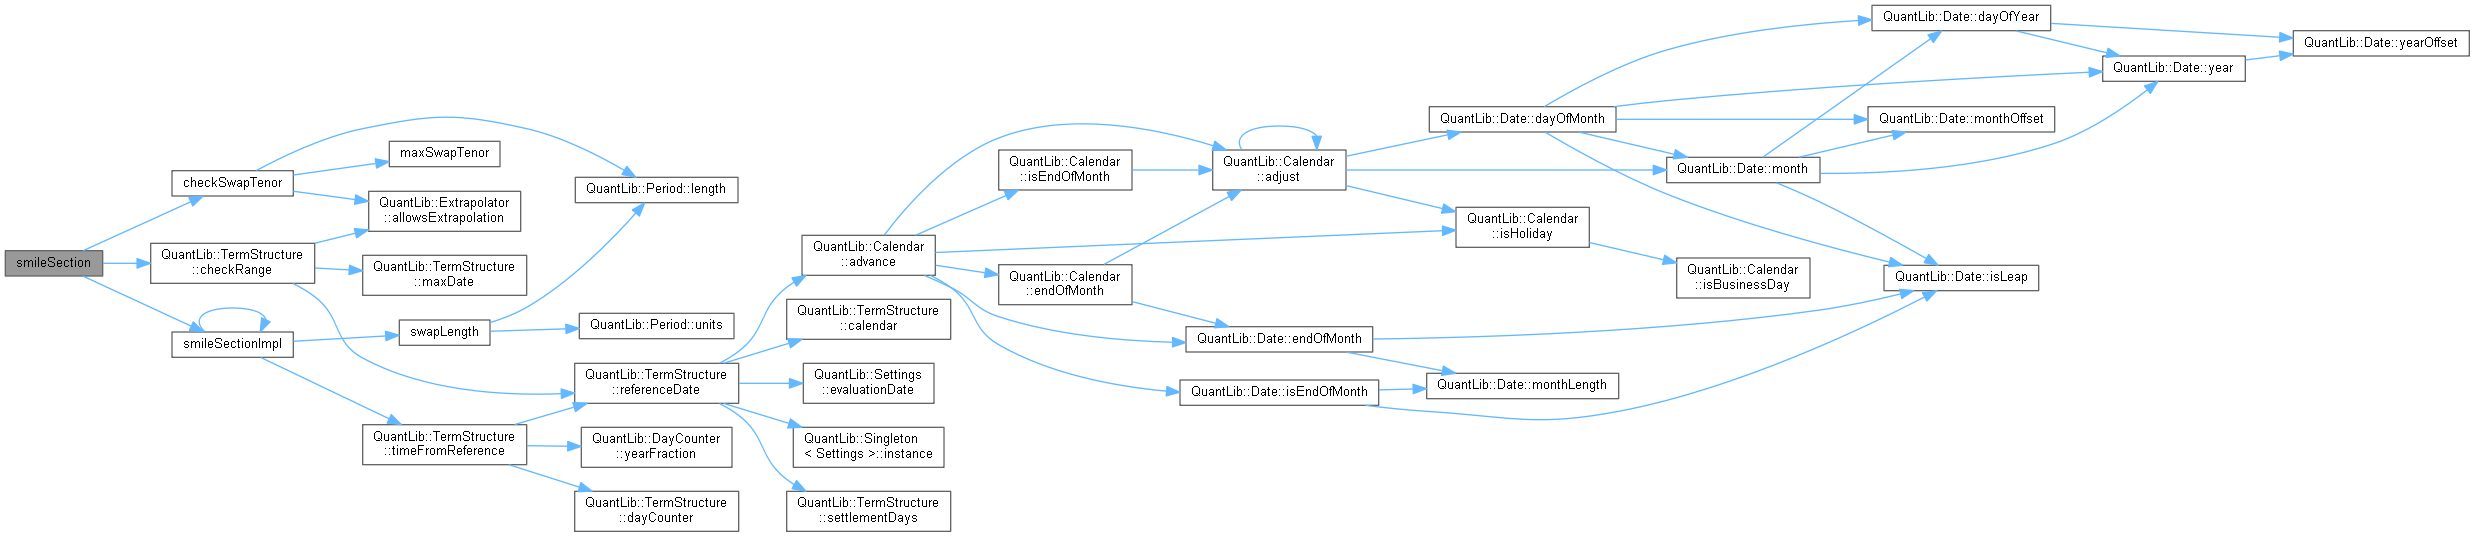 smileSection
checkSwapTenor
QuantLib::TermStructure
::checkRange
smileSectionImpl
maxSwapTenor
QuantLib::Extrapolator
::allowsExtrapolation
QuantLib::TermStructure
::maxDate
swapLength
QuantLib::TermStructure
::timeFromReference
QuantLib::Period::length
QuantLib::Period::units
QuantLib::TermStructure
::referenceDate
QuantLib::DayCounter
::yearFraction
QuantLib::TermStructure
::dayCounter
QuantLib::Calendar
::advance
QuantLib::TermStructure
::calendar
QuantLib::Settings
::evaluationDate
QuantLib::Singleton
< Settings >::instance
QuantLib::TermStructure
::settlementDays
QuantLib::Calendar
::isEndOfMonth
QuantLib::Calendar
::endOfMonth
QuantLib::Calendar
::adjust
QuantLib::Date::endOfMonth
QuantLib::Date::isEndOfMonth
QuantLib::Date::dayOfMonth
QuantLib::Calendar
::isHoliday
QuantLib::Date::monthLength
QuantLib::Date::month
QuantLib::Calendar
::isBusinessDay
QuantLib::Date::dayOfYear
QuantLib::Date::monthOffset
QuantLib::Date::isLeap
QuantLib::Date::year
QuantLib::Date::yearOffset